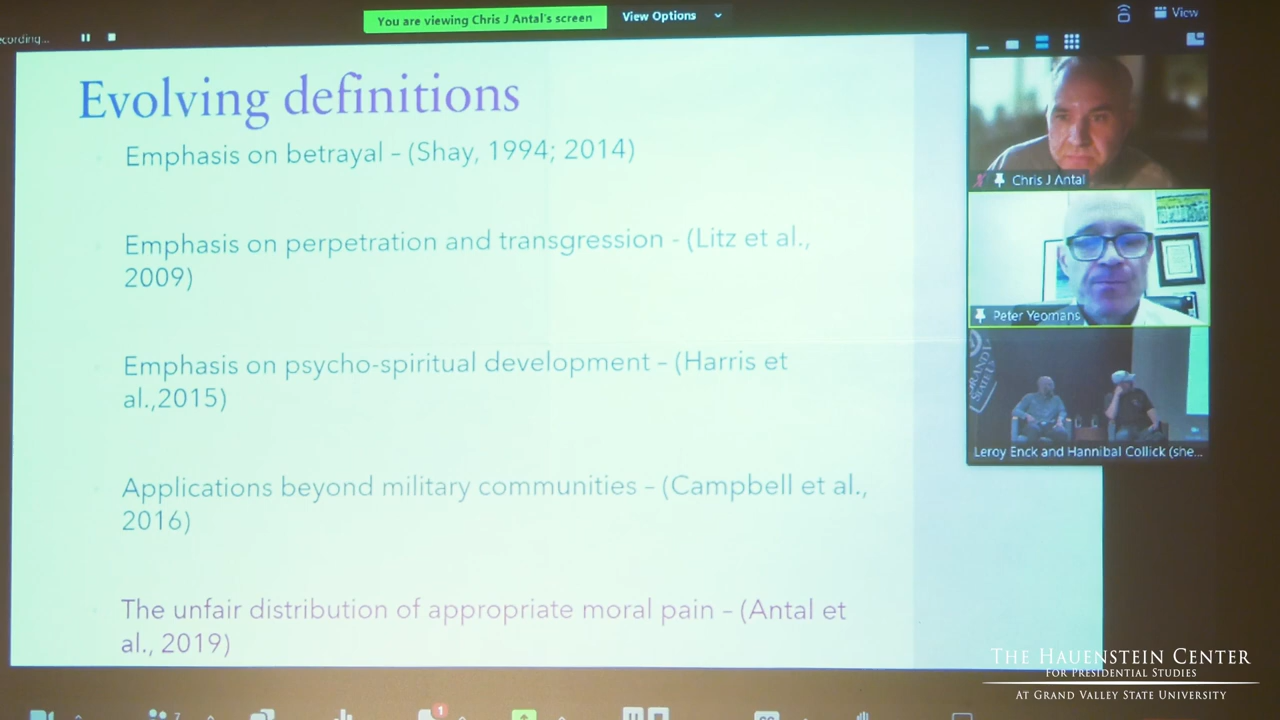 You are viewing Chris J Antal's screen
View Options
View
Evolving definitions
Emphasis on betrayal – (Shay, 1994; 2014)
Emphasis on perpetration and transgression - (Litz et al.,
2009)
Emphasis on psycho-spiritual development – (Harris et
al.,2015)
Applications beyond military communities – (Campbell et al.,
2016)
The unfair distribution of appropriate moral pain – (Antal et
al., 2019)
Chris J Antal
Peter Yeomans
Leroy Enck and Hannibal Collick (she...
7
1
The Hauenstein Center
for Presidential Studies
At Grand Valley State University